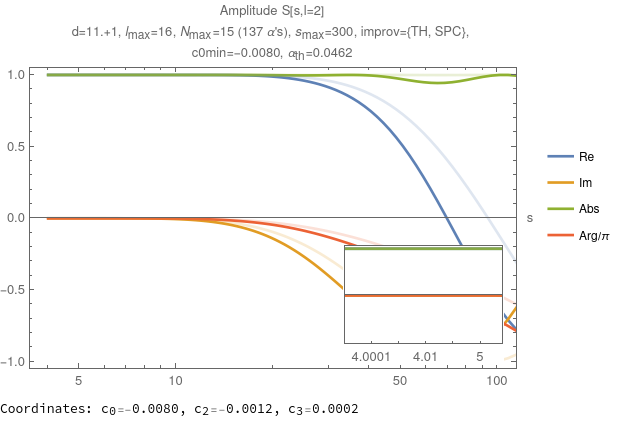 Amplitude S[s,l=2]
d=11.+1, lmax=16, Nmax=15 (137 α's), smax=300, improv={TH, SPC},
c0min=-0.0080, αth=0.0462
1.0
0.5
0.0
-0.5
-1.0
5
10
50
100
s
Re
Im
Abs
Arg/π
4.0001
4.01
5
Coordinates: c0=-0.0080, c2=-0.0012, c3=0.0002